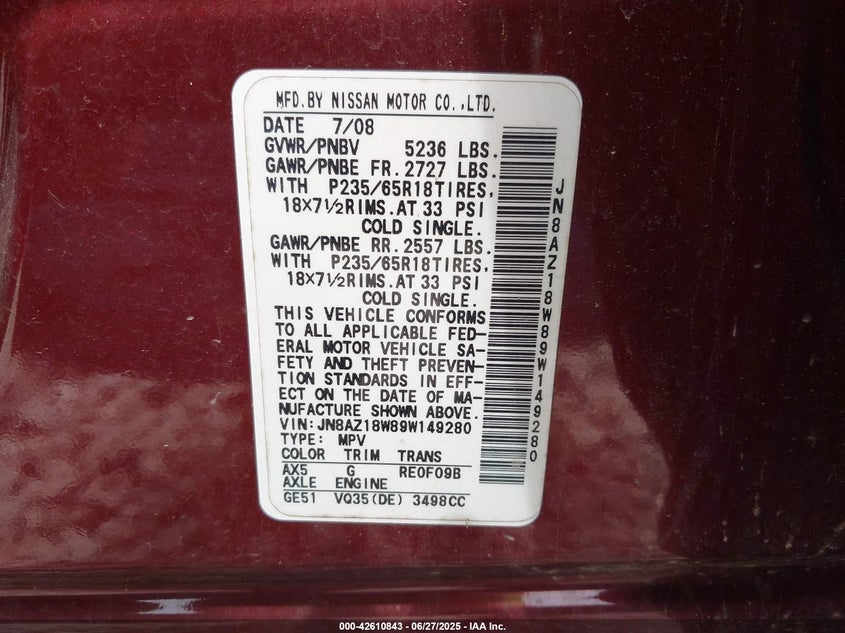 MFD.BY NISSAN MOTOR CO.,LTD.
DATE 7/08
GVWR/PNBV 5236 LBS.
GAWR/PNBE FR. 2727 LBS.
WITH P235/65R18TIRES,
18×7½RIMS.AT 33 PSI
COLD SINGLE.
GAWR/PNBE RR. 2557 LBS.
WITH P235/65R18TIRES,
18×7½RIMS.AT 33 PSI
COLD SINGLE.
THIS VEHICLE CONFORMS
TO ALL APPLICABLE FED-
ERAL MOTOR VEHICLE SA-
FETY AND THEFT PREVEN-
TION STANDARDS IN EFF-
ECT ON THE DATE OF MA-
NUFACTURE SHOWN ABOVE.
VIN:JN8AZ18W89W149280
TYPE: MPV
COLOR TRIM TRANS
AX5 G RE0F09B
AXLE ENGINE
GE51 VQ35(DE) 3498CC
JN8AZ18W89W149280
000-42610843 - 06/27/2025 - IAA Inc.